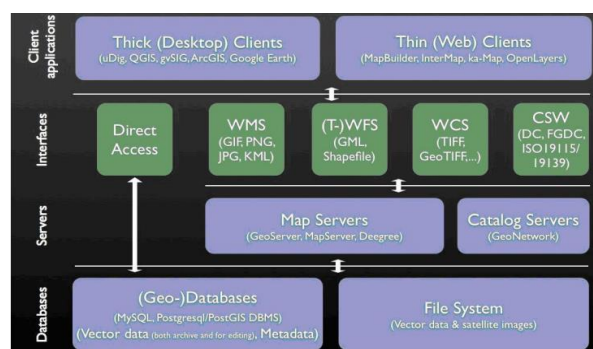 Client
applications
Thick (Desktop) Clients
(uDig, QGIS, gvSIG, ArcGIS, Google Earth)
Thin (Web) Clients
(MapBuilder, InterMap, ka-Map, OpenLayers)
Interfaces
Direct
Access
WMS
(GIF, PNG,
JPG, KML)
(T-)WFS
(GML,
Shapefile)
WCS
(TIFF,
GeoTIFF,...)
CSW
(DC, FGDC,
ISO19115/
19139)
Servers
Map Servers
(GeoServer, MapServer, Deegree)
Catalog Servers
(GeoNetwork)
Databases
(Geo-)Databases
(MySQL, Postgresql/PostGIS DBMS)
(Vector data (both archive and for editing), Metadata)
File System
(Vector data & satellite images)